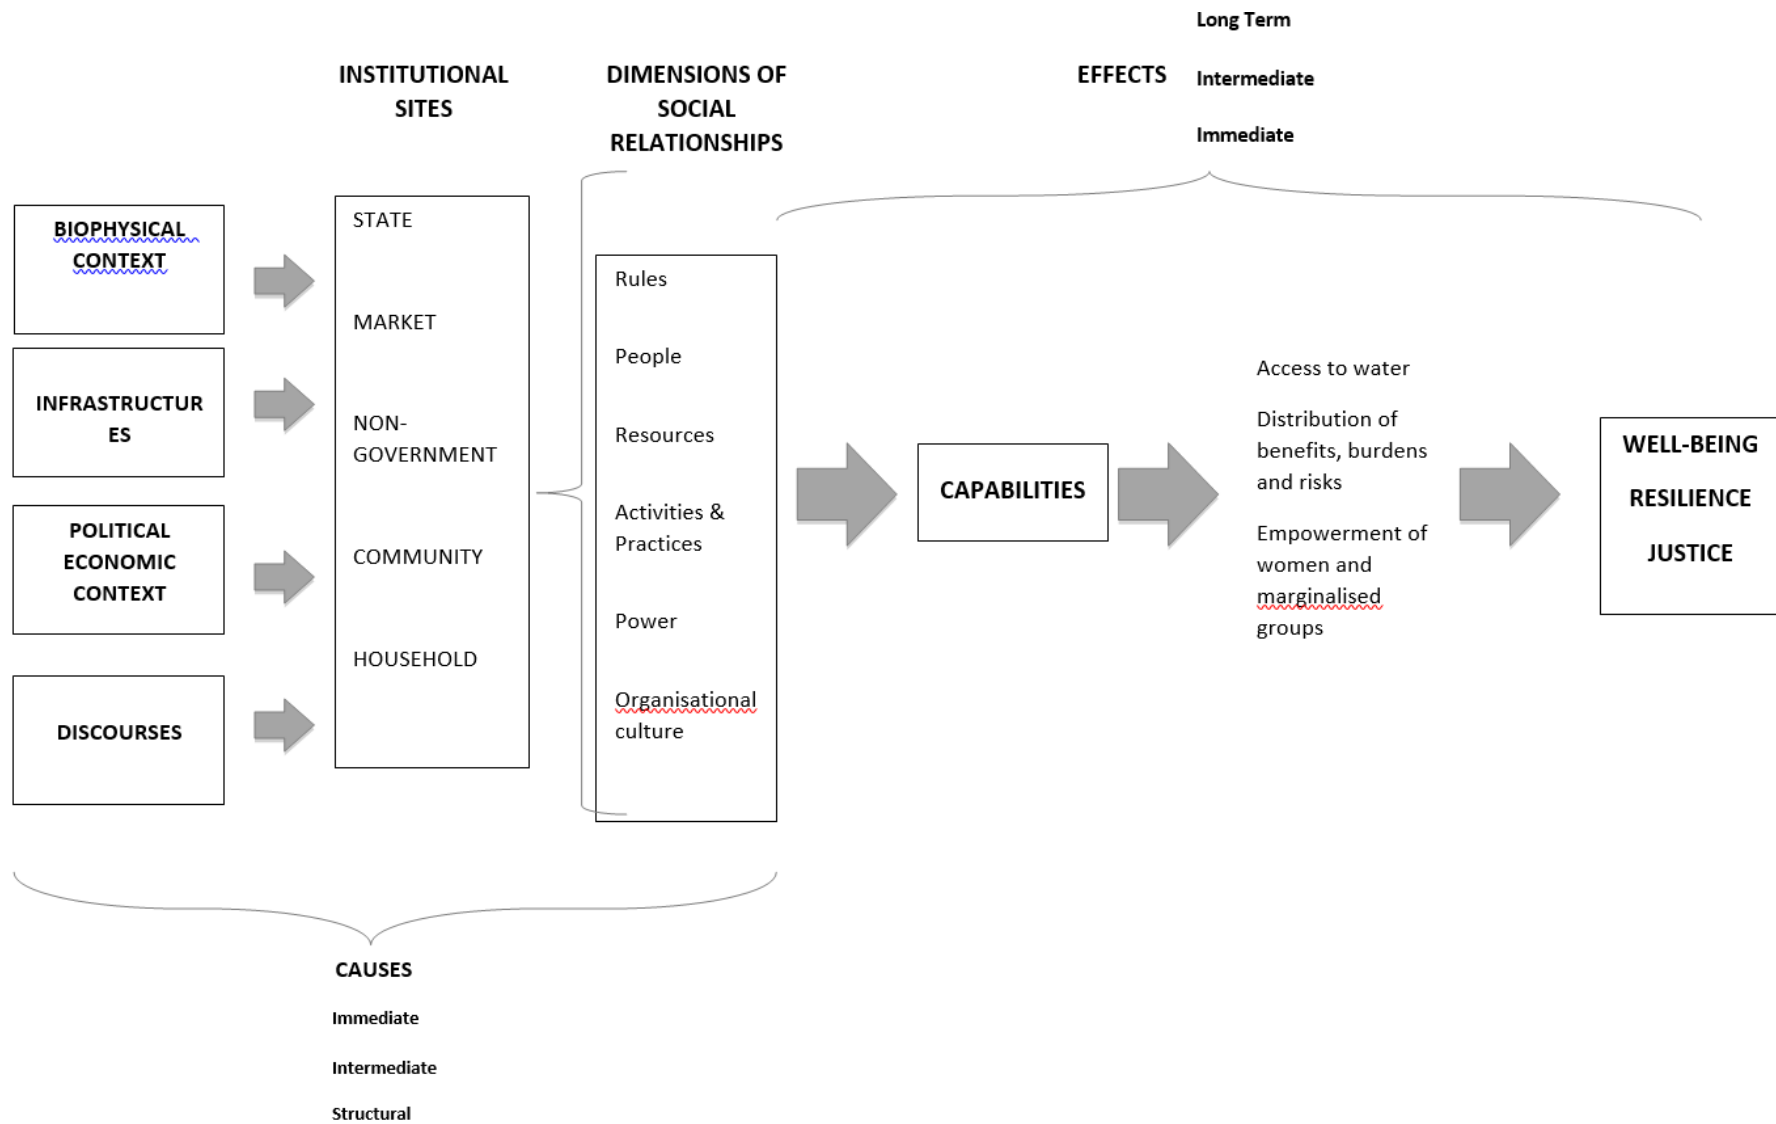 Long Term
EFFECTS
Intermediate
Immediate
INSTITUTIONAL
SITES
DIMENSIONS OF
SOCIAL
RELATIONSHIPS
BIOPHYSICAL
CONTEXT
INFRASTRUCTUR
ES
POLITICAL
ECONOMIC
CONTEXT
DISCOURSES
STATE
MARKET
NON-
GOVERNMENT
COMMUNITY
HOUSEHOLD
Rules
People
Resources
Activities &
Practices
Power
Organisational
culture
CAPABILITIES
Access to water
Distribution of
benefits, burdens
and risks
Empowerment of
women and
marginalised
groups
WELL-BEING
RESILIENCE
JUSTICE
CAUSES
Immediate
Intermediate
Structural